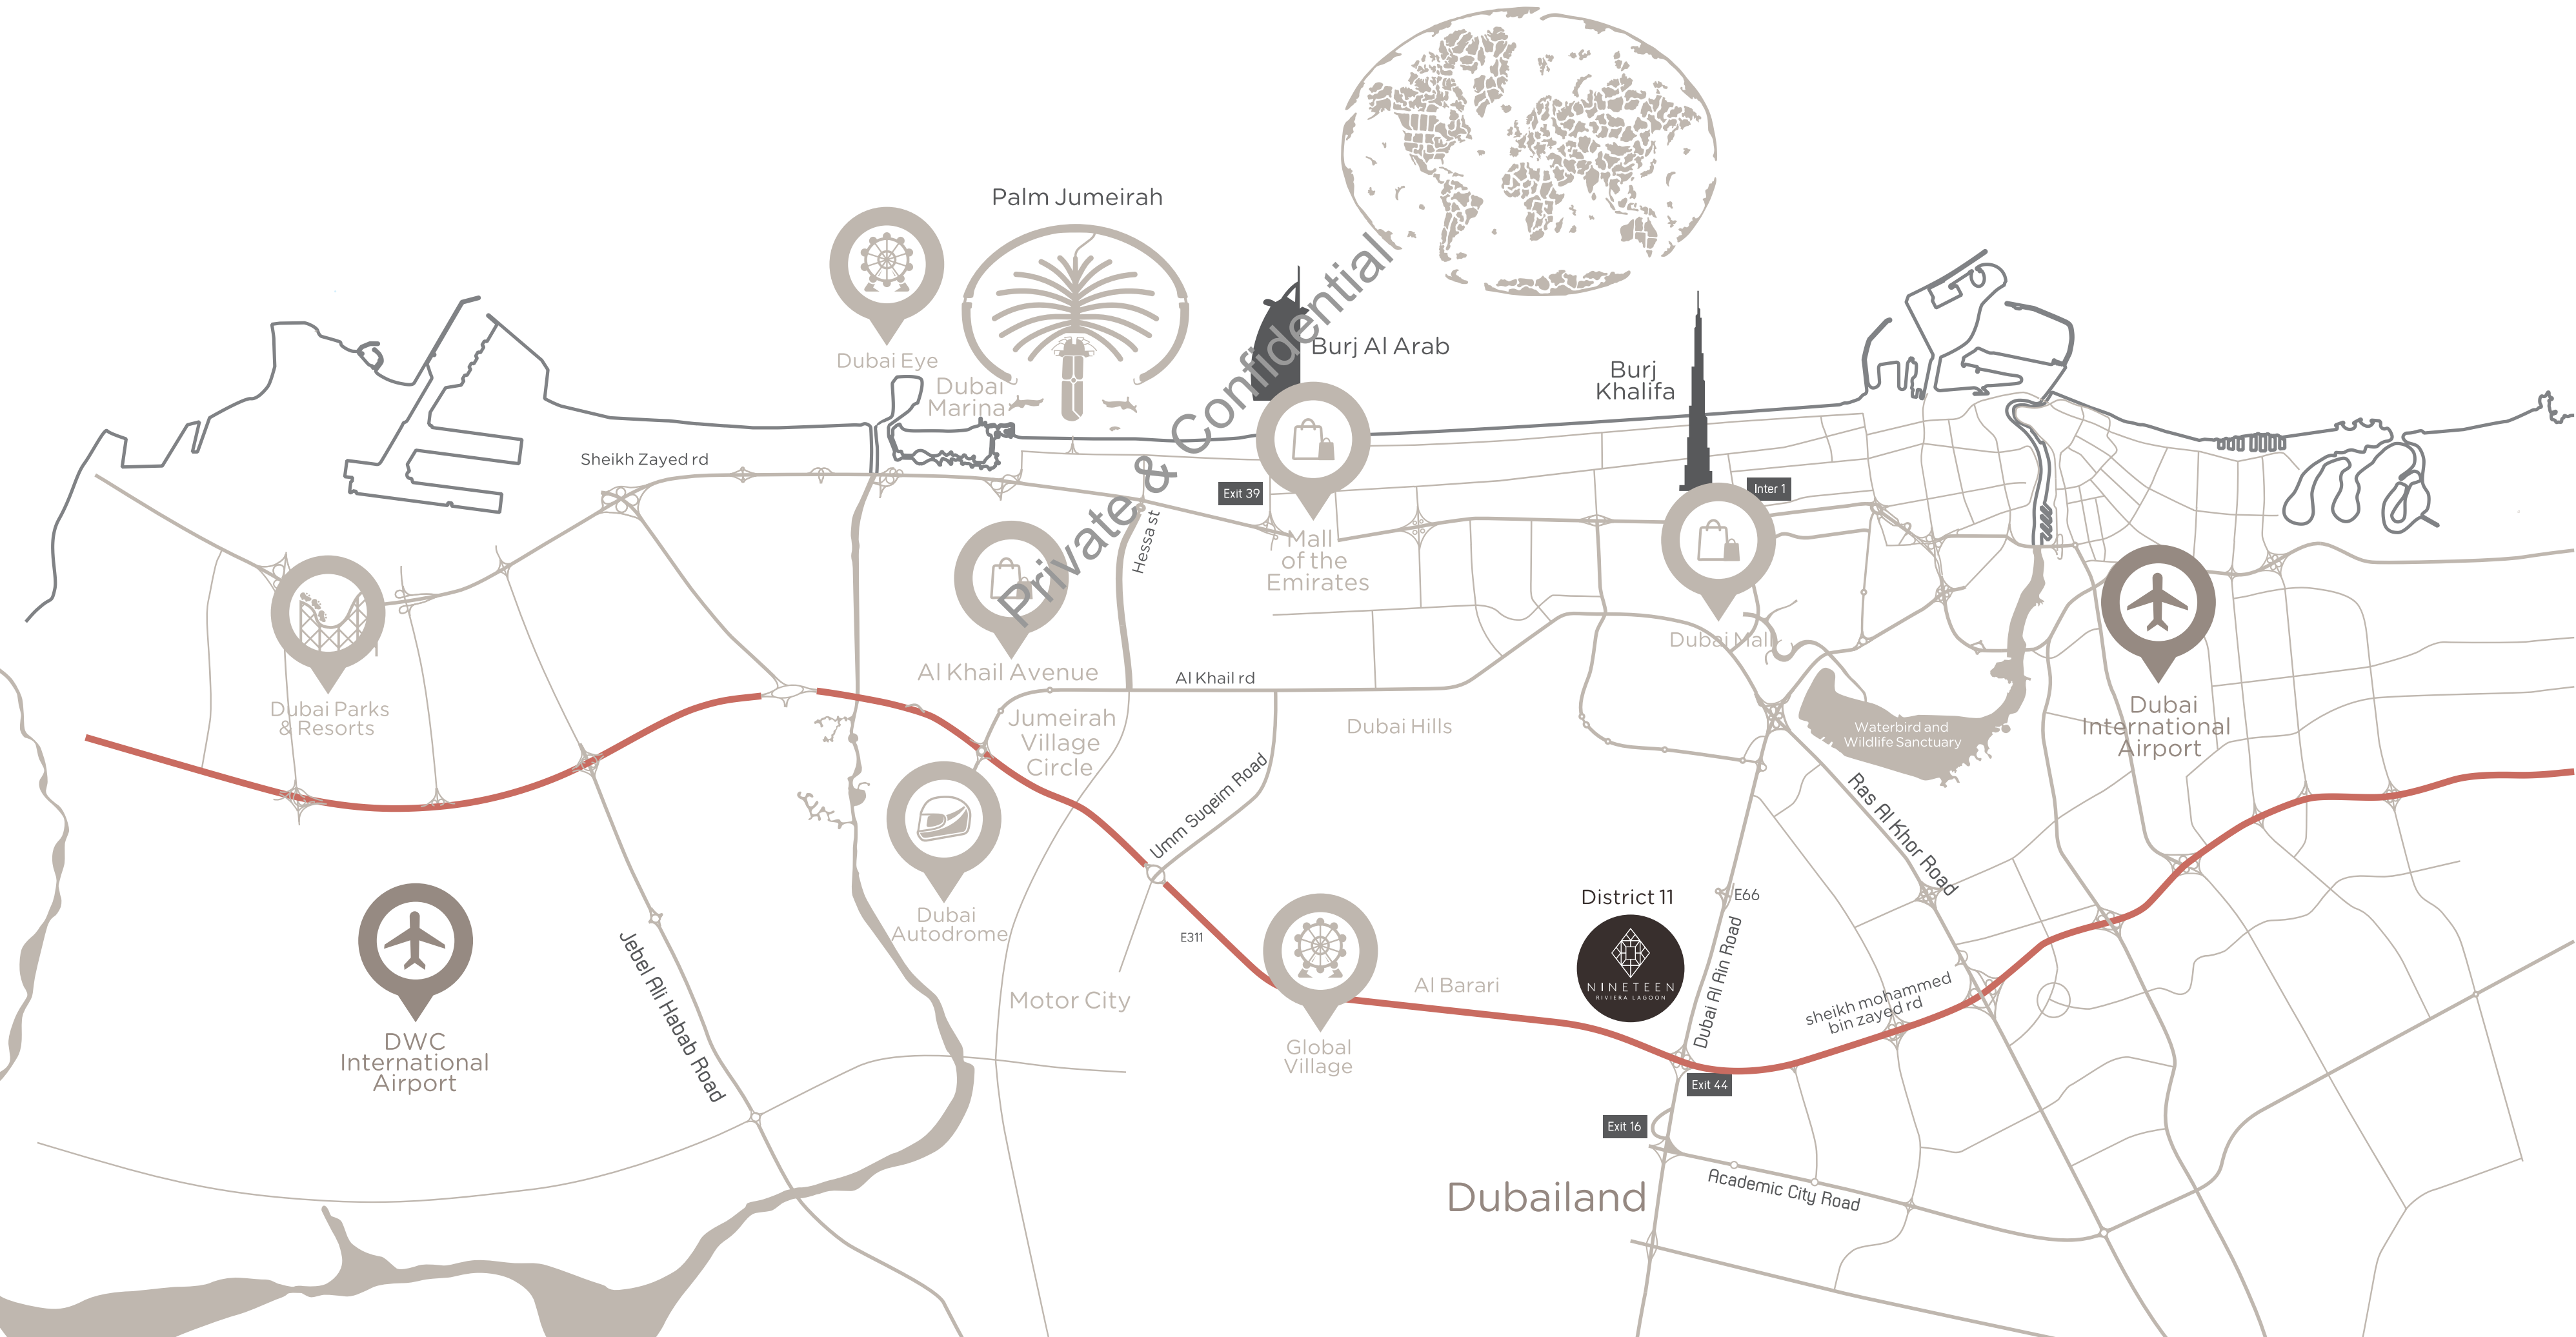 Palm Jumeirah
Dubai Eye
Dubai
Marina
Burj Al Arab
Burj
Khalifa
Private & Confidential
Sheikh Zayed rd
Exit 39
Inter 1
Hessa st
Mall
of the
Emirates
Dubai Mall
Al Khail Avenue
Al Khail rd
Dubai Parks
& Resorts
Jumeirah
Village
Circle
Dubai Hills
Waterbird and
Wildlife Sanctuary
Dubai
International
Airport
Umm Suqeim Road
Ras Al Khor Road
Dubai
Autodrome
E311
District 11
NINETEEN
RIVIERA LAGOON
E66
Dubai Al Ain Road
Jebel Ali Habab Road
Motor City
Al Barari
sheikh mohammed
bin zayed rd
DWC
International
Airport
Global
Village
Exit 44
Exit 16
Dubailand
Academic City Road